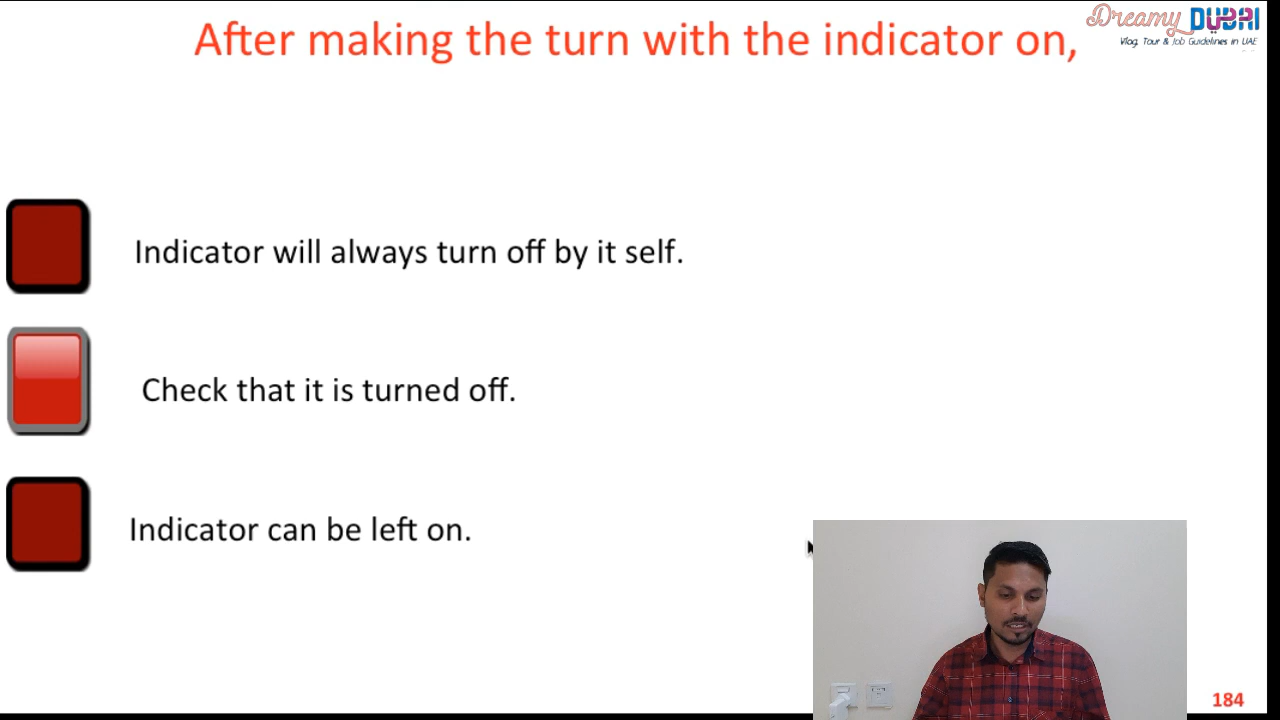 After making the turn with the indicator on,
Dreamy DUBAI
Vlog, Tour & Job Guidelines in UAE
Indicator will always turn off by it self.
Check that it is turned off.
Indicator can be left on.
184